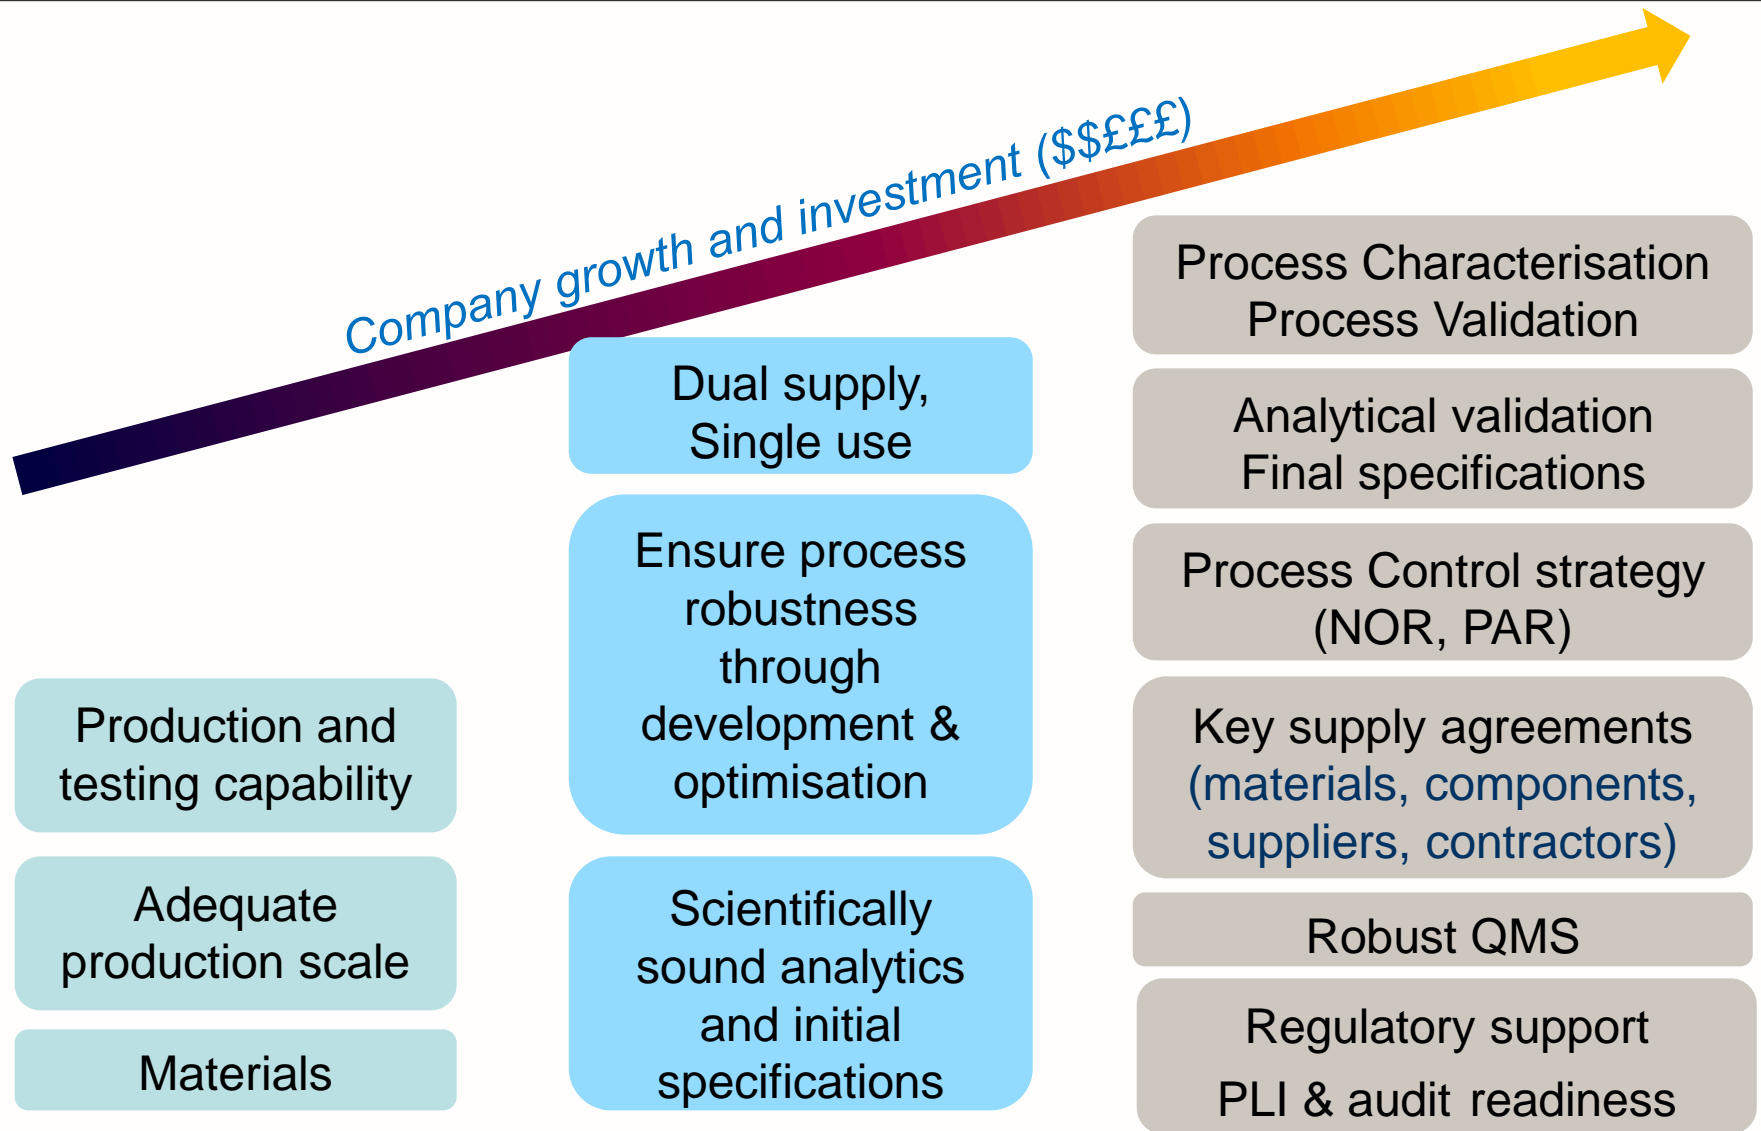 Company growth and investment ($$£££)
Production and
testing capability
Adequate
production scale
Materials
Dual supply,
Single use
Ensure process
robustness
through
development &
optimisation
Scientifically
sound analytics
and initial
specifications
Process Characterisation
Process Validation
Analytical validation
Final specifications
Process Control strategy
(NOR, PAR)
Key supply agreements
(materials, components,
suppliers, contractors)
Robust QMS
Regulatory support
PLI & audit readiness